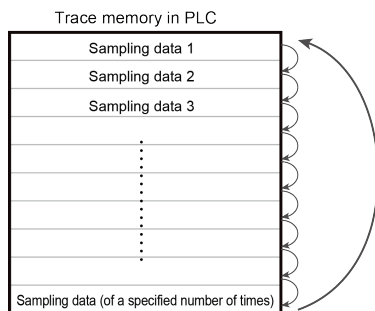 Trace memory in PLC
Sampling data 1
Sampling data 2
Sampling data 3
Sampling data (of a specified number of times)